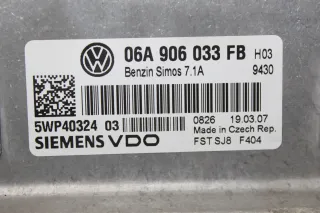 06A 906 033 FB H03
Benzin Simos 7.1A 9430
5WP40324 03 0826 19.03.07
Made in Czech Rep.
SIEMENS VDO FST SJ8 F404